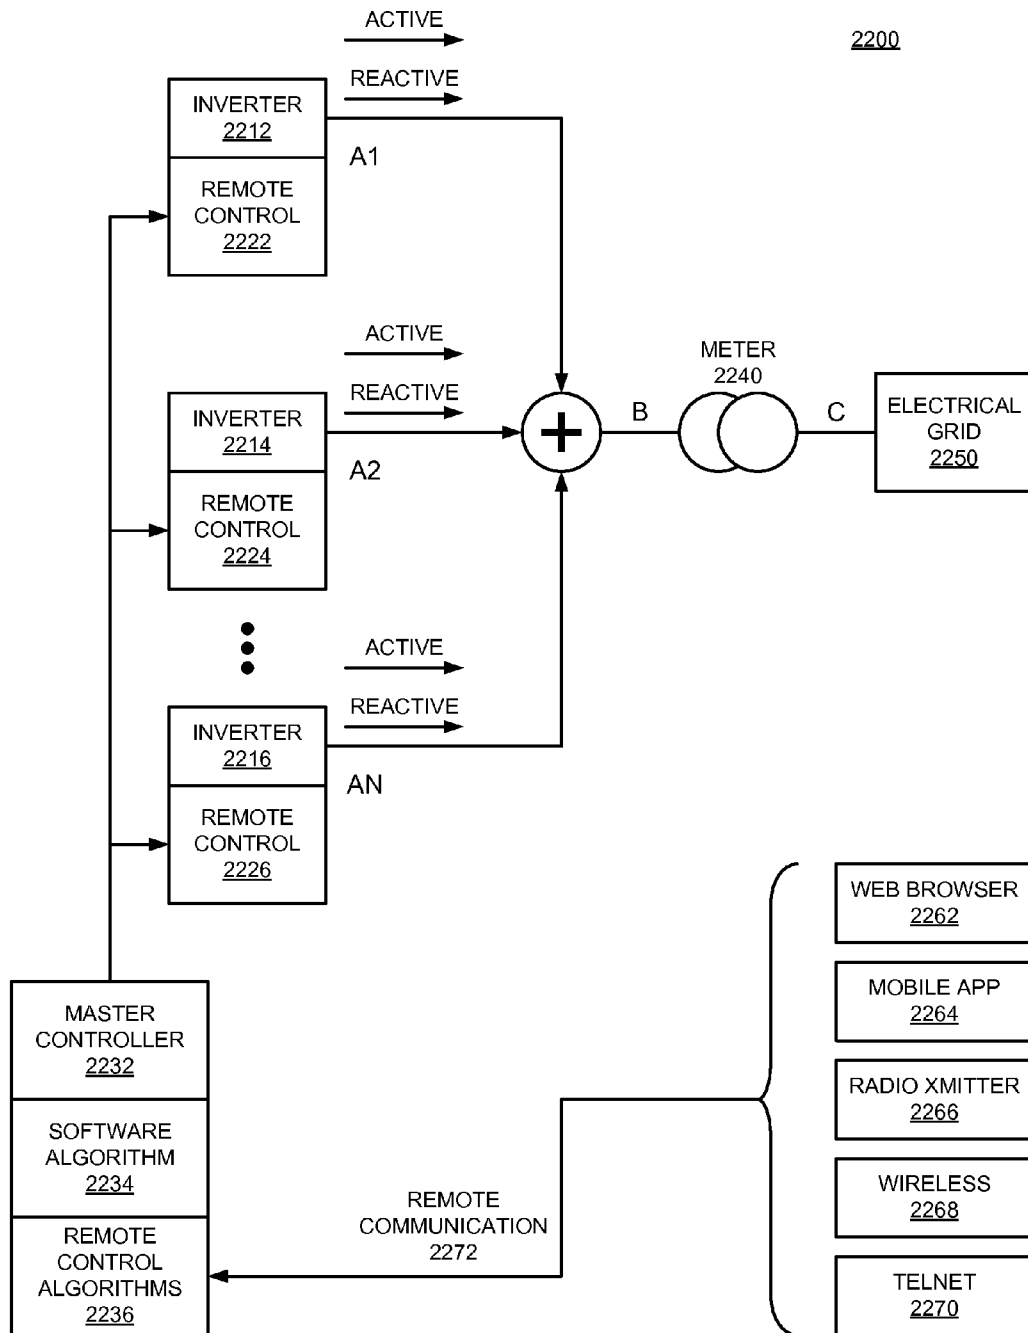 ACTIVE
2200
REACTIVE
INVERTER
2212
A1
REMOTE
CONTROL
2222
ACTIVE
REACTIVE
INVERTER
2214
A2
REMOTE
CONTROL
2224
METER
2240
B
C
ELECTRICAL
GRID
2250
ACTIVE
REACTIVE
INVERTER
2216
AN
REMOTE
CONTROL
2226
MASTER
CONTROLLER
2232
SOFTWARE
ALGORITHM
2234
REMOTE
CONTROL
ALGORITHMS
2236
REMOTE
COMMUNICATION
2272
WEB BROWSER
2262
MOBILE APP
2264
RADIO XMITTER
2266
WIRELESS
2268
TELNET
2270